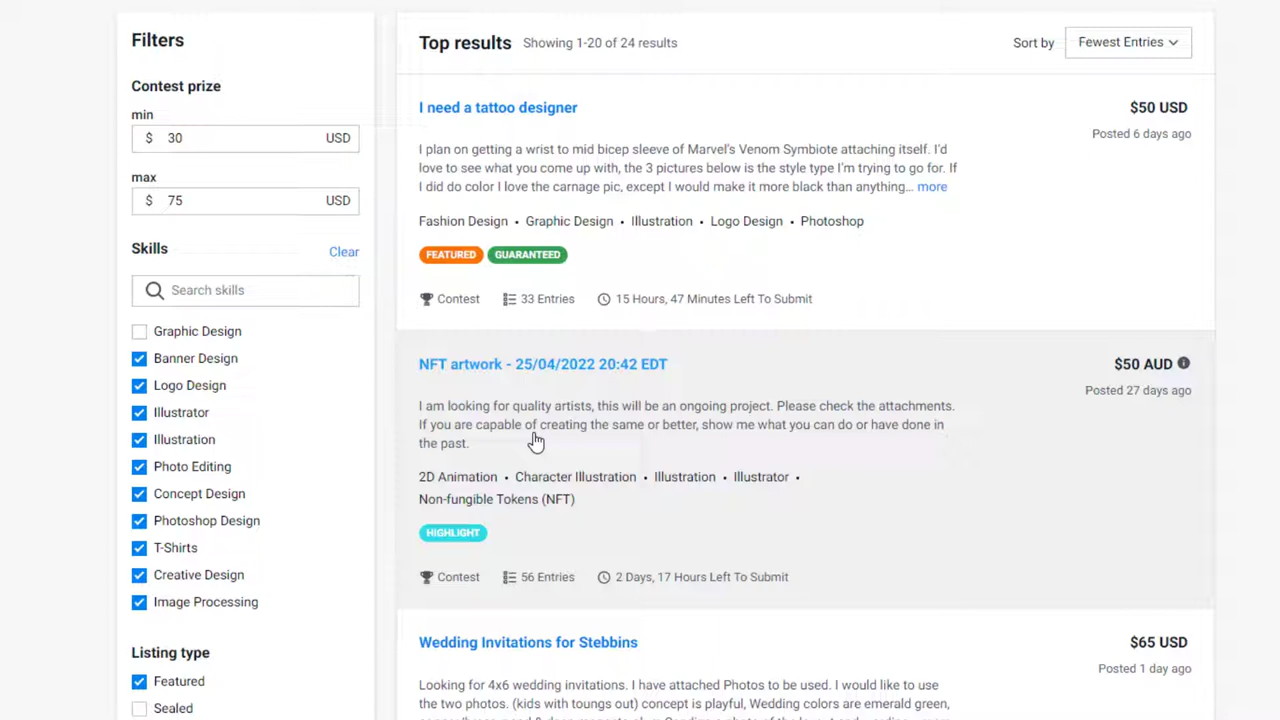 Filters
Contest prize
min
$ 30 USD
max
$ 75 USD
Skills Clear
Search skills
Graphic Design
Banner Design
Logo Design
Illustrator
Illustration
Photo Editing
Concept Design
Photoshop Design
T-Shirts
Creative Design
Image Processing
Listing type
Featured
Sealed
Top results Showing 1-20 of 24 results Sort by Fewest Entries
I need a tattoo designer $50 USD
Posted 6 days ago
I plan on getting a wrist to mid bicep sleeve of Marvel's Venom Symbiote attaching itself. I'd
love to see what you come up with, the 3 pictures below is the style type I'm trying to go for. If
I did do color I love the carnage pic, except I would make it more black than anything... more
Fashion Design • Graphic Design • Illustration • Logo Design • Photoshop
FEATURED GUARANTEED
Contest 33 Entries 15 Hours, 47 Minutes Left To Submit
NFT artwork - 25/04/2022 20:42 EDT $50 AUD
Posted 27 days ago
I am looking for quality artists, this will be an ongoing project. Please check the attachments.
If you are capable of creating the same or better, show me what you can do or have done in
the past.
2D Animation • Character Illustration • Illustration • Illustrator •
Non-fungible Tokens (NFT)
HIGHLIGHT
Contest 56 Entries 2 Days, 17 Hours Left To Submit
Wedding Invitations for Stebbins $65 USD
Posted 1 day ago
Looking for 4x6 wedding invitations. I have attached Photos to be used. I would like to use
the two photos. (kids with toungs out) concept is playful, Wedding colors are emerald green,